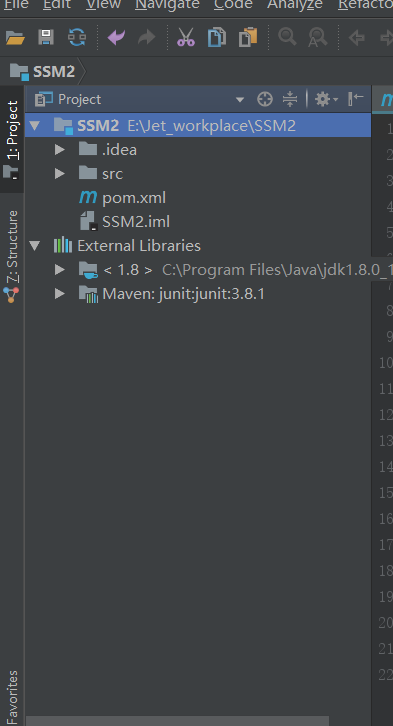 File Edit View Navigate Code Analyze Refacto
SSM2
Project
1: Project
SSM2 E:\Jet_workplace\SSM2
.idea
src
m pom.xml
SSM2.iml
Z: Structure
External Libraries
< 1.8 > C:\Program Files\Java\jdk1.8.0_1
Maven: junit:junit:3.8.1
Favorites
m
1
2
3
4
5
6
7
8
9
10
11
12
13
14
15
16
17
18
19
20
21
22